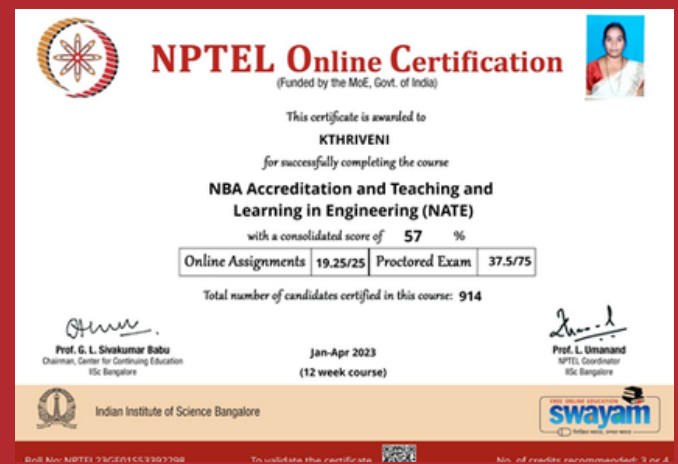 NPTEL Online Certification
(Funded by the MoE, Govt. of India)
This certificate is awarded to
KTHRIVENI
for successfully completing the course
NBA Accreditation and Teaching and
Learning in Engineering (NATE)
with a consolidated score of 57 %
Online Assignments 19.25/25 Proctored Exam 37.5/75
Total number of candidates certified in this course: 914
Prof. G. L. Sivakumar Babu
Chairman, Center for Continuing Education
IISc Bangalore
Jan-Apr 2023
(12 week course)
Prof. L. Umanand
NPTEL Coordinator
IISc Bangalore
Indian Institute of Science Bangalore
FREE ONLINE EDUCATION
swayam
Roll No: NPTEL23GE01S53392298 To validate the certificate No. of credits recommended: 3 or 4